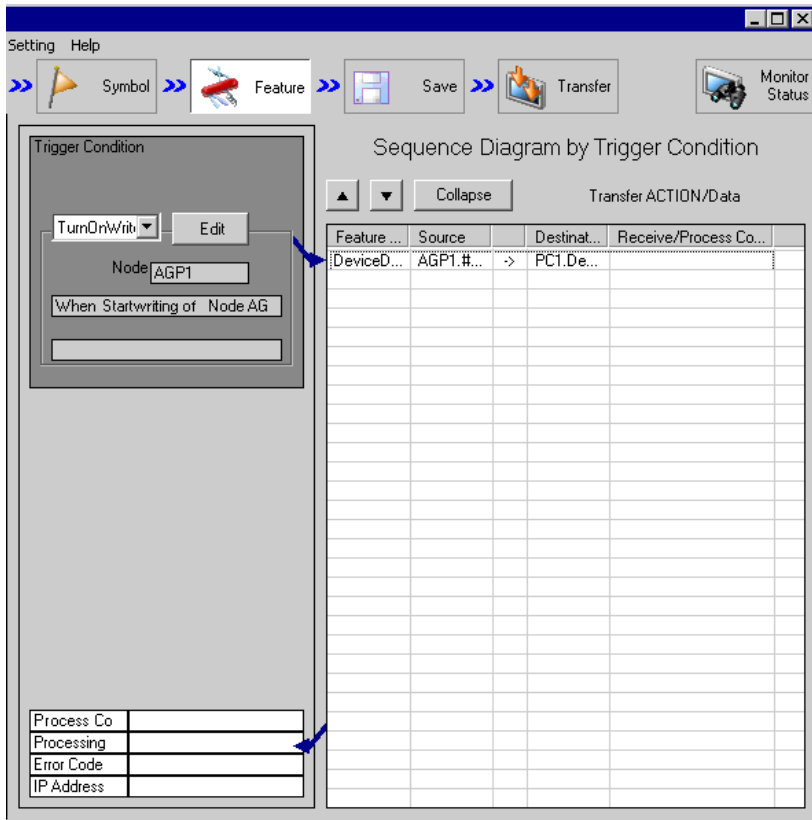 Setting Help
Symbol Feature Save Transfer Monitor Status
Trigger Condition
Sequence Diagram by Trigger Condition
Collapse Transfer ACTION/Data
TurnOnWrit Edit
Node AGP1
When Startwriting of Node AG
Feature ... Source Destinat... Receive/Process Co...
DeviceD... AGP1.#... -> PC1.De...
Process Co
Processing
Error Code
IP Address